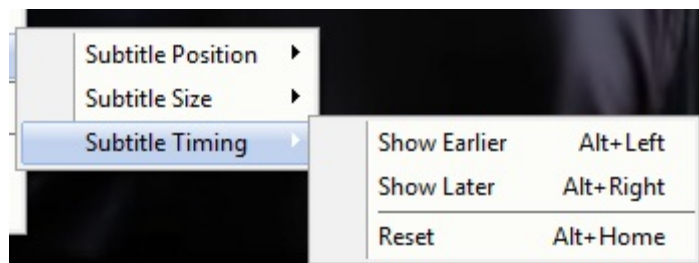 Subtitle Position
Subtitle Size
Subtitle Timing
Show Earlier Alt+Left
Show Later Alt+Right
Reset Alt+Home